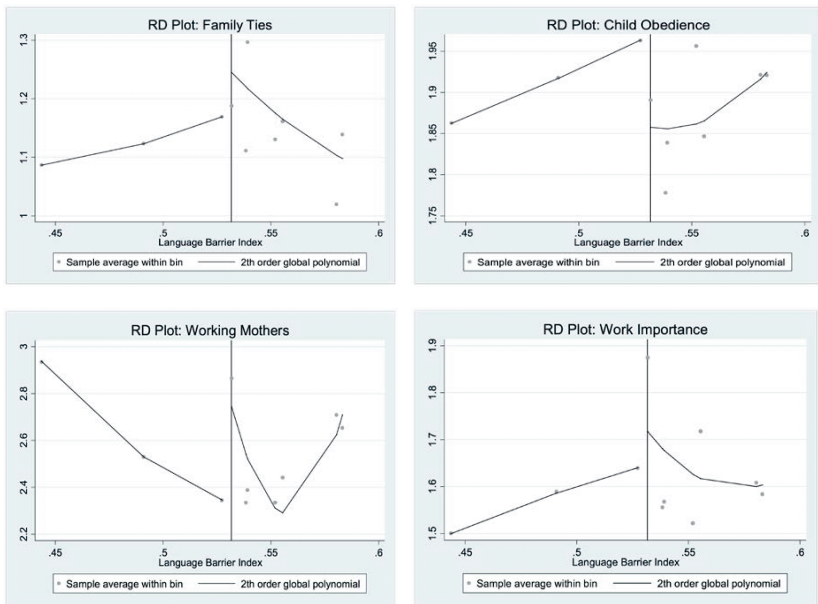 RD Plot: Family Ties
1.3
1.2
1.1
1
.45
.5
.55
.6
Language Barrier Index
Sample average within bin
2th order global polynomial
RD Plot: Child Obedience
1.95
1.9
1.85
1.8
1.75
.45
.5
.55
.6
Language Barrier Index
Sample average within bin
2th order global polynomial
RD Plot: Working Mothers
3
2.8
2.6
2.4
2.2
.45
.5
.55
.6
Language Barrier Index
Sample average within bin
2th order global polynomial
RD Plot: Work Importance
1.9
1.8
1.7
1.6
1.5
.45
.5
.55
.6
Language Barrier Index
Sample average within bin
2th order global polynomial